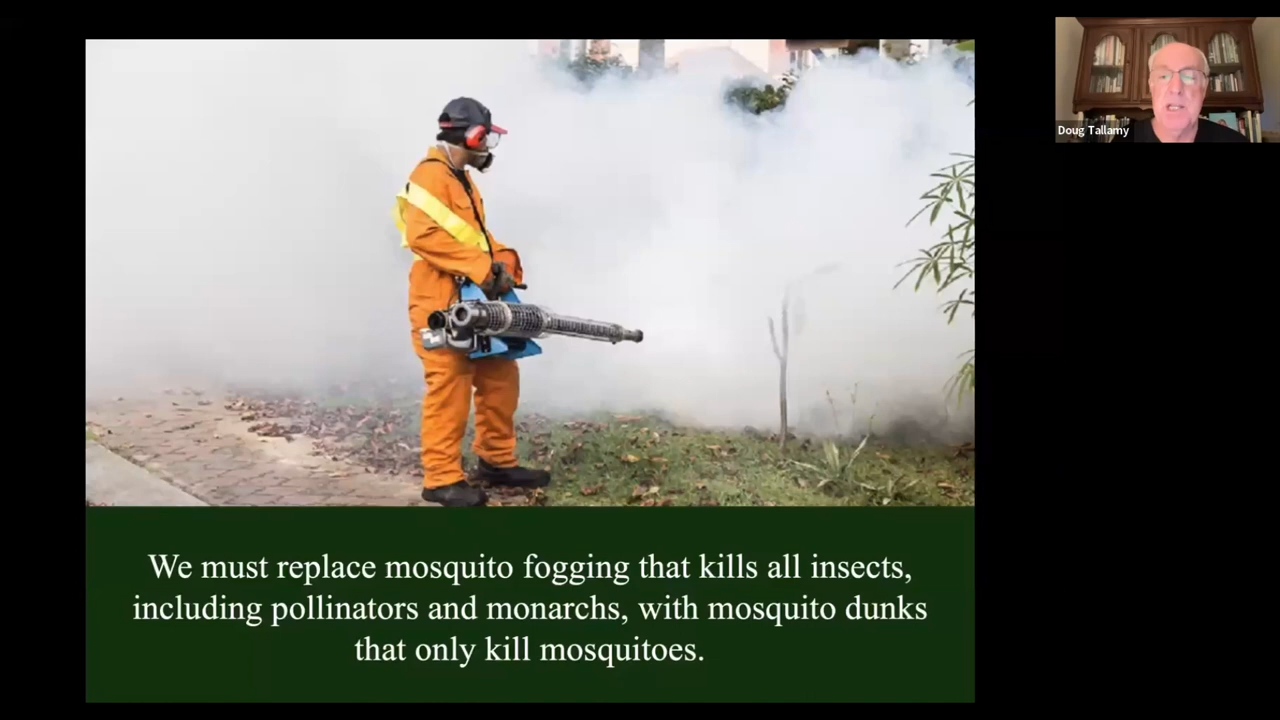 Doug Tallamy
We must replace mosquito fogging that kills all insects,
including pollinators and monarchs, with mosquito dunks
that only kill mosquitoes.